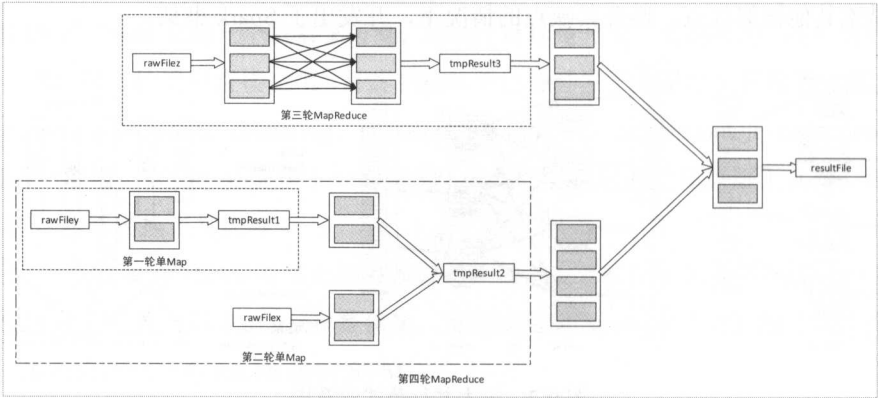 rawFilez
tmpResult3
第三轮MapReduce
resultFile
rawFiley
tmpResult1
第一轮单Map
tmpResult2
rawFilex
第二轮单Map
第四轮MapReduce